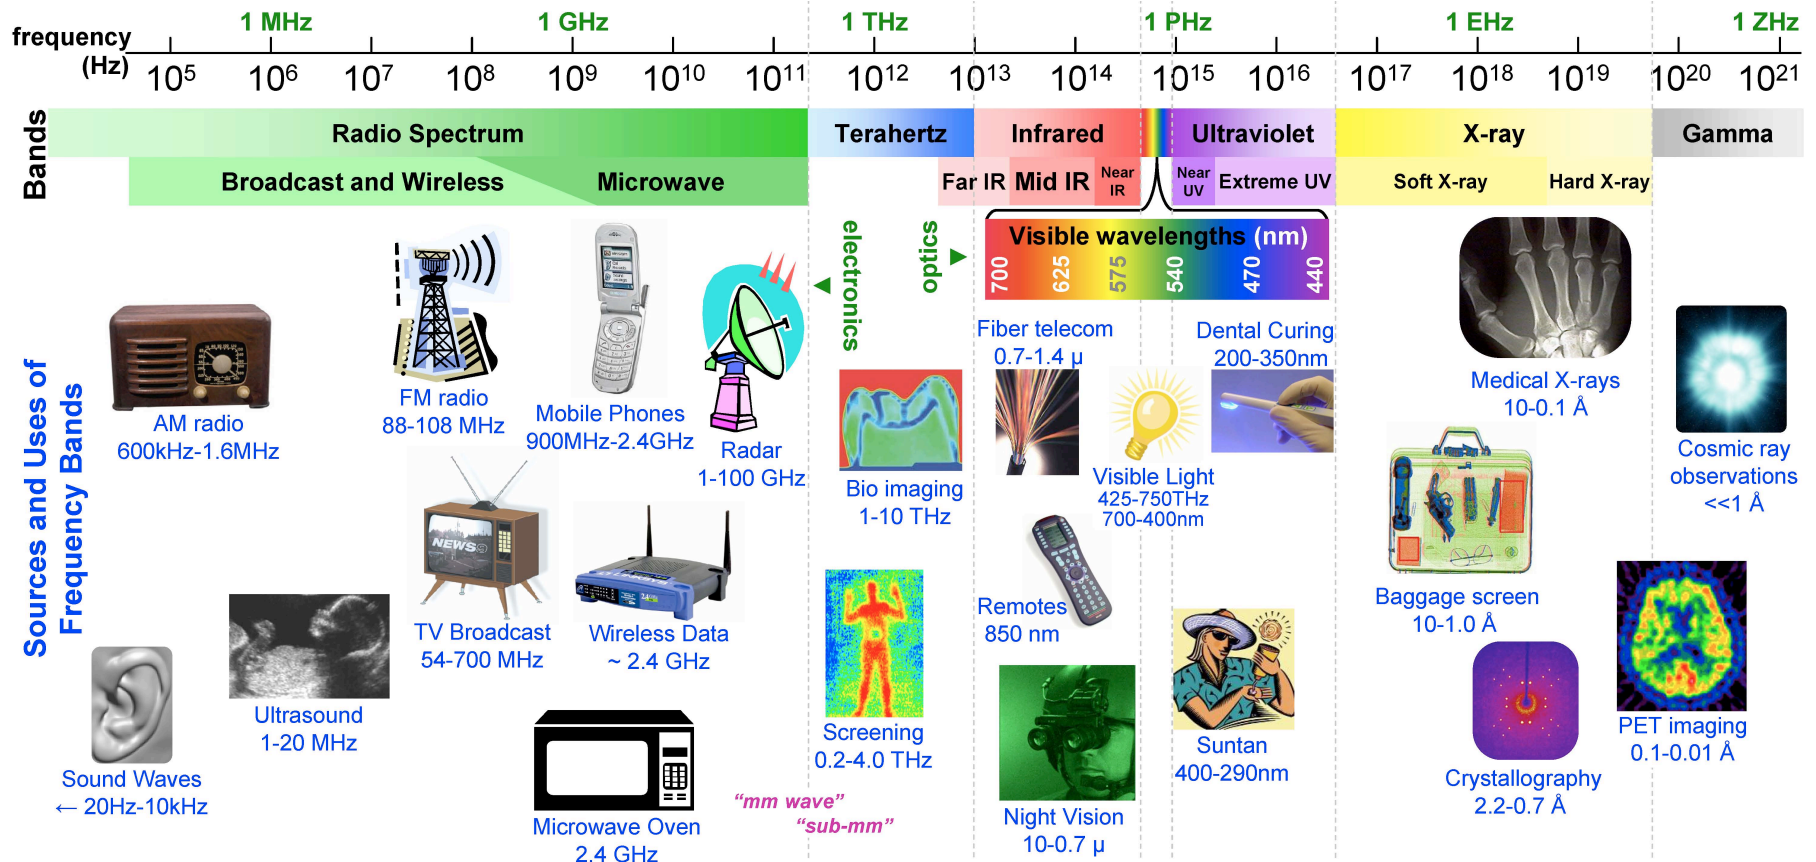 1 MHz 1 GHz 1 THz 1 PHz 1 EHz 1 ZHz
frequency
(Hz)
10⁵ 10⁶ 10⁷ 10⁸ 10⁹ 10¹⁰ 10¹¹ 10¹² 10¹³ 10¹⁴ 10¹⁵ 10¹⁶ 10¹⁷ 10¹⁸ 10¹⁹ 10²⁰ 10²¹
Bands
Radio Spectrum Terahertz Infrared Ultraviolet X-ray Gamma
Broadcast and Wireless Microwave Far IR Mid IR Near IR Near UV Extreme UV Soft X-ray Hard X-ray
electronics
optics
Visible wavelengths (nm)
700 625 575 540 470 440
Sources and Uses of
Frequency Bands
AM radio
600kHz-1.6MHz
FM radio
88-108 MHz
Mobile Phones
900MHz-2.4GHz
Radar
1-100 GHz
Bio imaging
1-10 THz
Fiber telecom
0.7-1.4 µ
Visible Light
425-750THz
700-400nm
Dental Curing
200-350nm
Medical X-rays
10-0.1 Å
Cosmic ray
observations
<<1 Å
Sound Waves
← 20Hz-10kHz
Ultrasound
1-20 MHz
NEWS9
TV Broadcast
54-700 MHz
Wireless Data
~ 2.4 GHz
Microwave Oven
2.4 GHz
"mm wave"
"sub-mm"
Screening
0.2-4.0 THz
Remotes
850 nm
Night Vision
10-0.7 µ
Suntan
400-290nm
Baggage screen
10-1.0 Å
Crystallography
2.2-0.7 Å
PET imaging
0.1-0.01 Å